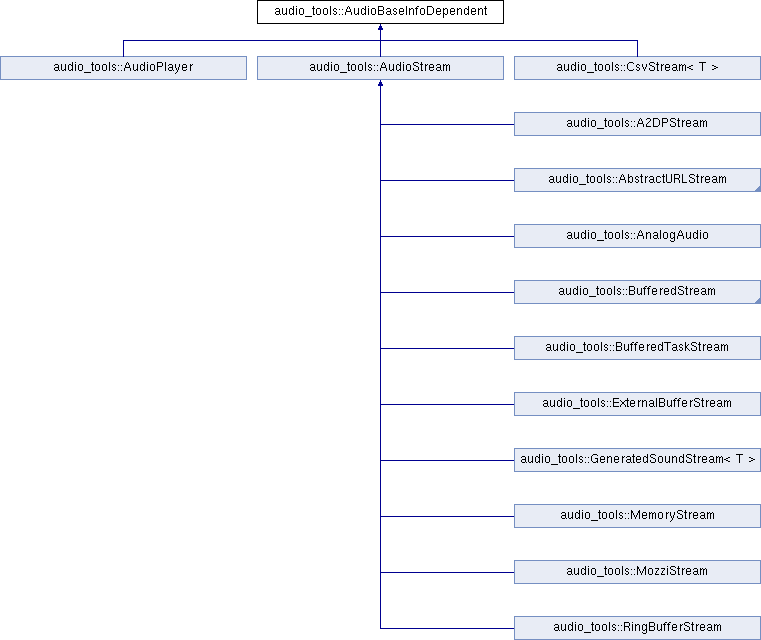 audio_tools::AudioBaseInfoDependent
audio_tools::AudioPlayer
audio_tools::AudioStream
audio_tools::CsvStream< T >
audio_tools::A2DPStream
audio_tools::AbstractURLStream
audio_tools::AnalogAudio
audio_tools::BufferedStream
audio_tools::BufferedTaskStream
audio_tools::ExternalBufferStream
audio_tools::GeneratedSoundStream< T >
audio_tools::MemoryStream
audio_tools::MozziStream
audio_tools::RingBufferStream